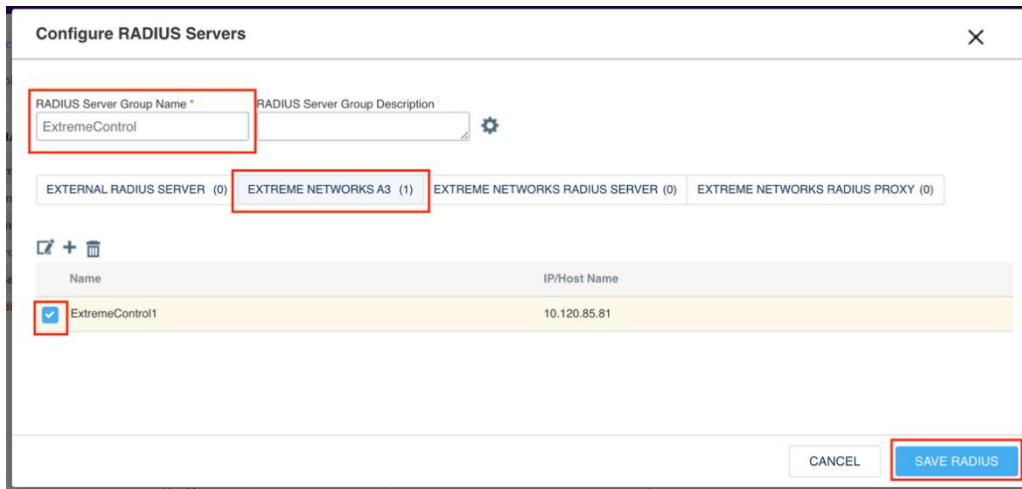 Configure RADIUS Servers
RADIUS Server Group Name *
RADIUS Server Group Description
ExtremeControl
EXTERNAL RADIUS SERVER (0)
EXTREME NETWORKS A3 (1)
EXTREME NETWORKS RADIUS SERVER (0)
EXTREME NETWORKS RADIUS PROXY (0)
Name
IP/Host Name
ExtremeControl1
10.120.85.81
CANCEL
SAVE RADIUS